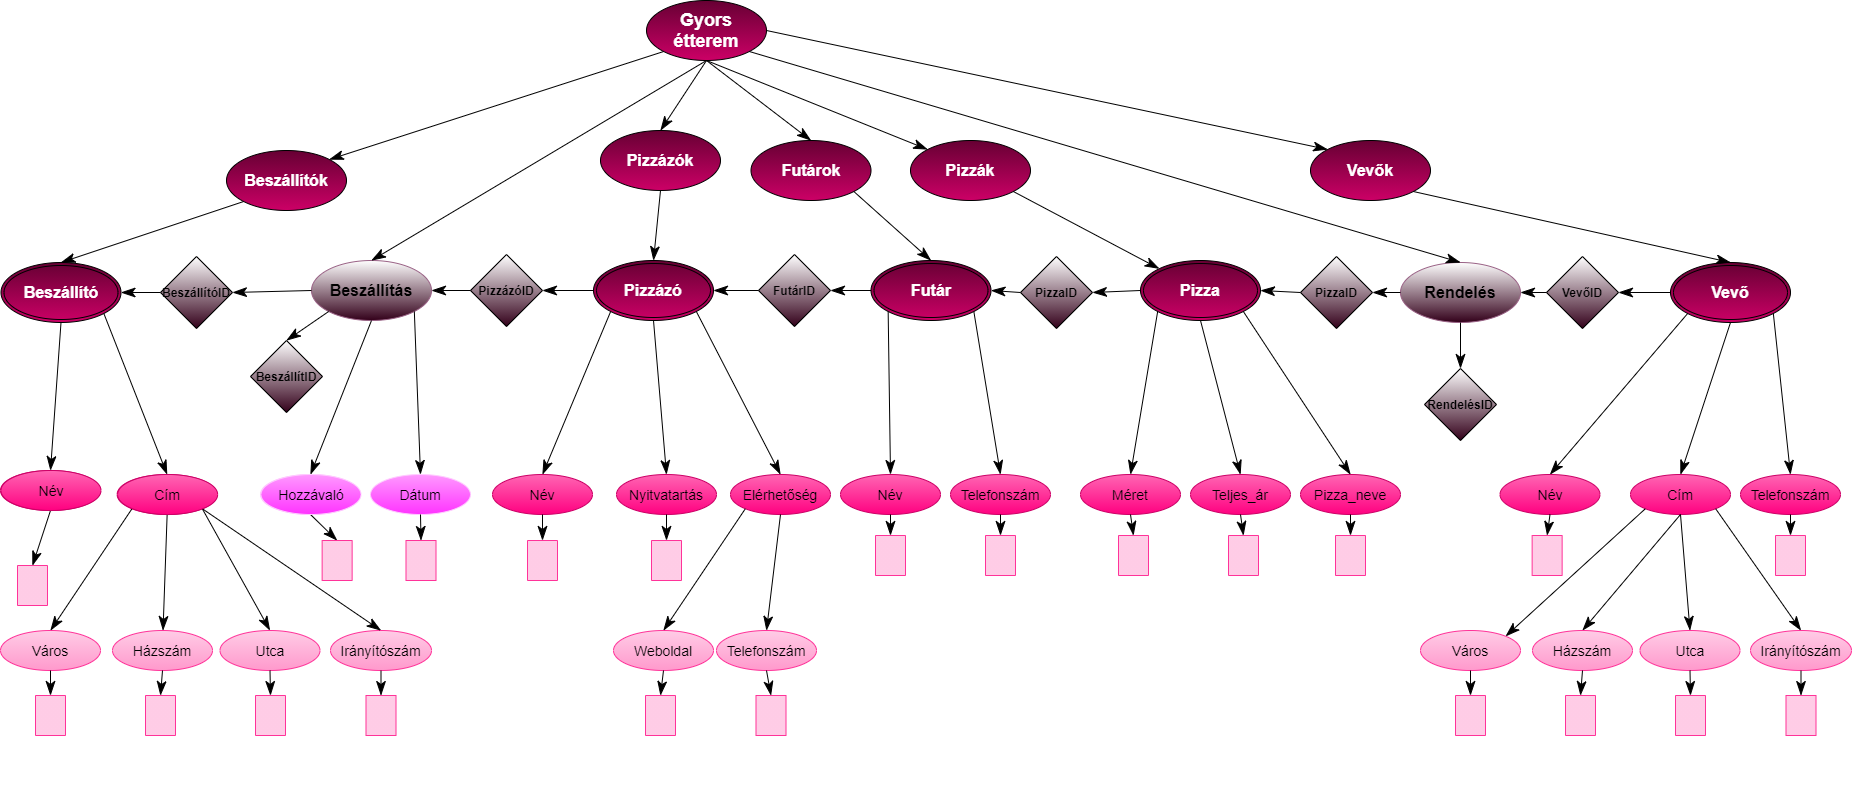 Gyors
étterem
Beszállítók
Pizzázók
Futárok
Pizzák
Vevők
Beszállító
BeszállítóID
Beszállítás
PizzázóID
Pizzázó
FutárID
Futár
PizzaID
Pizza
PizzaID
Rendelés
VevőID
Vevő
BeszállítID
RendelésID
Név
Cím
Hozzávaló
Dátum
Név
Nyitvatartás
Elérhetőség
Név
Telefonszám
Méret
Teljes_ár
Pizza_neve
Név
Cím
Telefonszám
Város
Házszám
Utca
Irányítószám
Weboldal
Telefonszám
Város
Házszám
Utca
Irányítószám